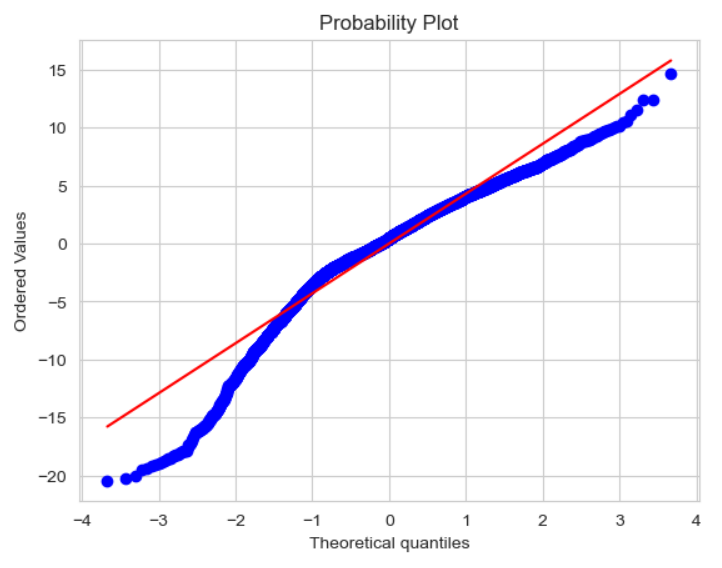 Probability Plot
15
10
5
0
−5
−10
−15
−20
Ordered Values
−4 −3 −2 −1 0 1 2 3 4
Theoretical quantiles